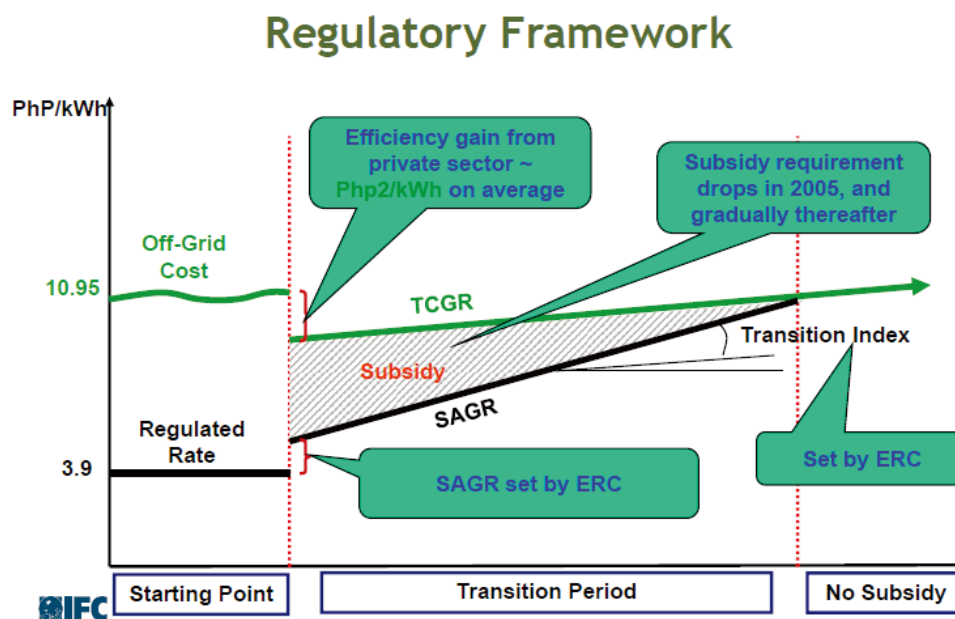 Regulatory Framework
PhP/kWh
Efficiency gain from
private sector ~
Php2/kWh on average
Subsidy requirement
drops in 2005, and
gradually thereafter
Off-Grid
Cost
10.95
TCGR
Transition Index
Subsidy
SAGR
Regulated
Rate
3.9
SAGR set by ERC
Set by ERC
Starting Point
Transition Period
No Subsidy
IFC